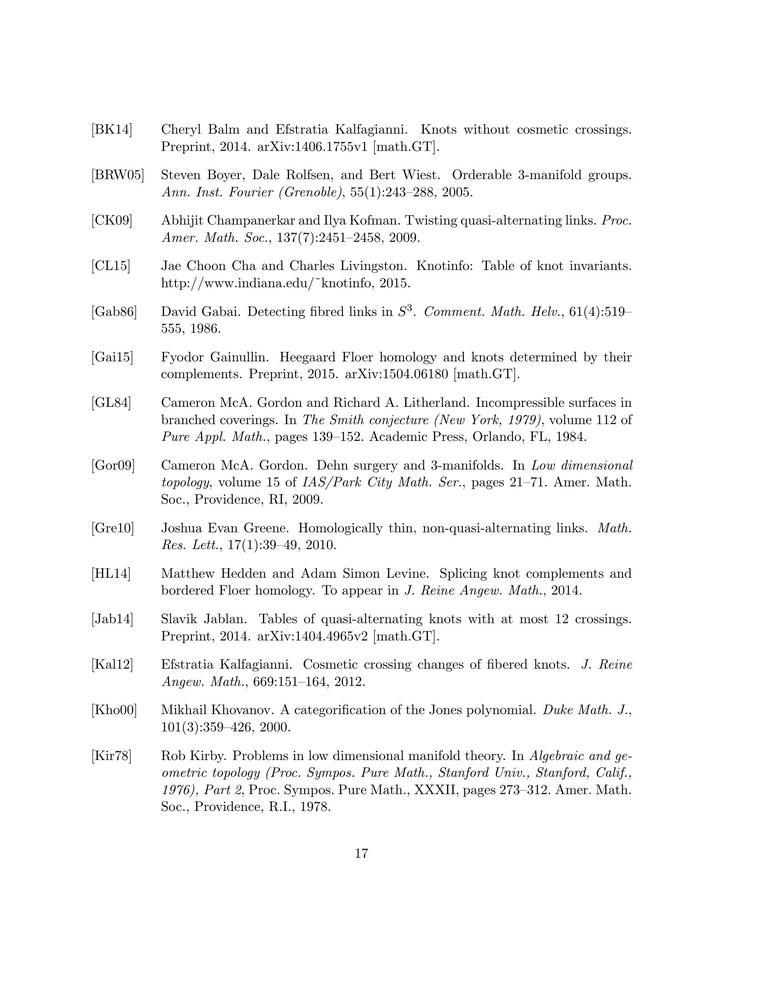 [BK14] Cheryl Balm and Efstratia Kalfagianni. Knots without cosmetic crossings.
Preprint, 2014. arXiv:1406.1755v1 [math.GT].
[BRW05] Steven Boyer, Dale Rolfsen, and Bert Wiest. Orderable 3-manifold groups.
Ann. Inst. Fourier (Grenoble), 55(1):243–288, 2005.
[CK09] Abhijit Champanerkar and Ilya Kofman. Twisting quasi-alternating links. Proc.
Amer. Math. Soc., 137(7):2451–2458, 2009.
[CL15] Jae Choon Cha and Charles Livingston. Knotinfo: Table of knot invariants.
http://www.indiana.edu/˜knotinfo, 2015.
[Gab86] David Gabai. Detecting fibred links in S³. Comment. Math. Helv., 61(4):519–
555, 1986.
[Gai15] Fyodor Gainullin. Heegaard Floer homology and knots determined by their
complements. Preprint, 2015. arXiv:1504.06180 [math.GT].
[GL84] Cameron McA. Gordon and Richard A. Litherland. Incompressible surfaces in
branched coverings. In The Smith conjecture (New York, 1979), volume 112 of
Pure Appl. Math., pages 139–152. Academic Press, Orlando, FL, 1984.
[Gor09] Cameron McA. Gordon. Dehn surgery and 3-manifolds. In Low dimensional
topology, volume 15 of IAS/Park City Math. Ser., pages 21–71. Amer. Math.
Soc., Providence, RI, 2009.
[Gre10] Joshua Evan Greene. Homologically thin, non-quasi-alternating links. Math.
Res. Lett., 17(1):39–49, 2010.
[HL14] Matthew Hedden and Adam Simon Levine. Splicing knot complements and
bordered Floer homology. To appear in J. Reine Angew. Math., 2014.
[Jab14] Slavik Jablan. Tables of quasi-alternating knots with at most 12 crossings.
Preprint, 2014. arXiv:1404.4965v2 [math.GT].
[Kal12] Efstratia Kalfagianni. Cosmetic crossing changes of fibered knots. J. Reine
Angew. Math., 669:151–164, 2012.
[Kho00] Mikhail Khovanov. A categorification of the Jones polynomial. Duke Math. J.,
101(3):359–426, 2000.
[Kir78] Rob Kirby. Problems in low dimensional manifold theory. In Algebraic and ge-
ometric topology (Proc. Sympos. Pure Math., Stanford Univ., Stanford, Calif.,
1976), Part 2, Proc. Sympos. Pure Math., XXXII, pages 273–312. Amer. Math.
Soc., Providence, R.I., 1978.
17